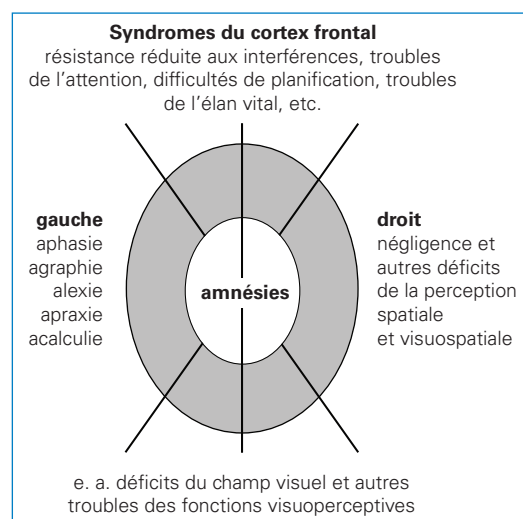 Syndromes du cortex frontal
résistance réduite aux interférences, troubles
de l'attention, difficultés de planification, troubles
de l'élan vital, etc.
gauche
aphasie
agraphie
alexie
apraxie
acalculie
amnésies
droit
négligence et
autres déficits
de la perception
spatiale
et visuospatiale
e. a. déficits du champ visuel et autres
troubles des fonctions visuoperceptives